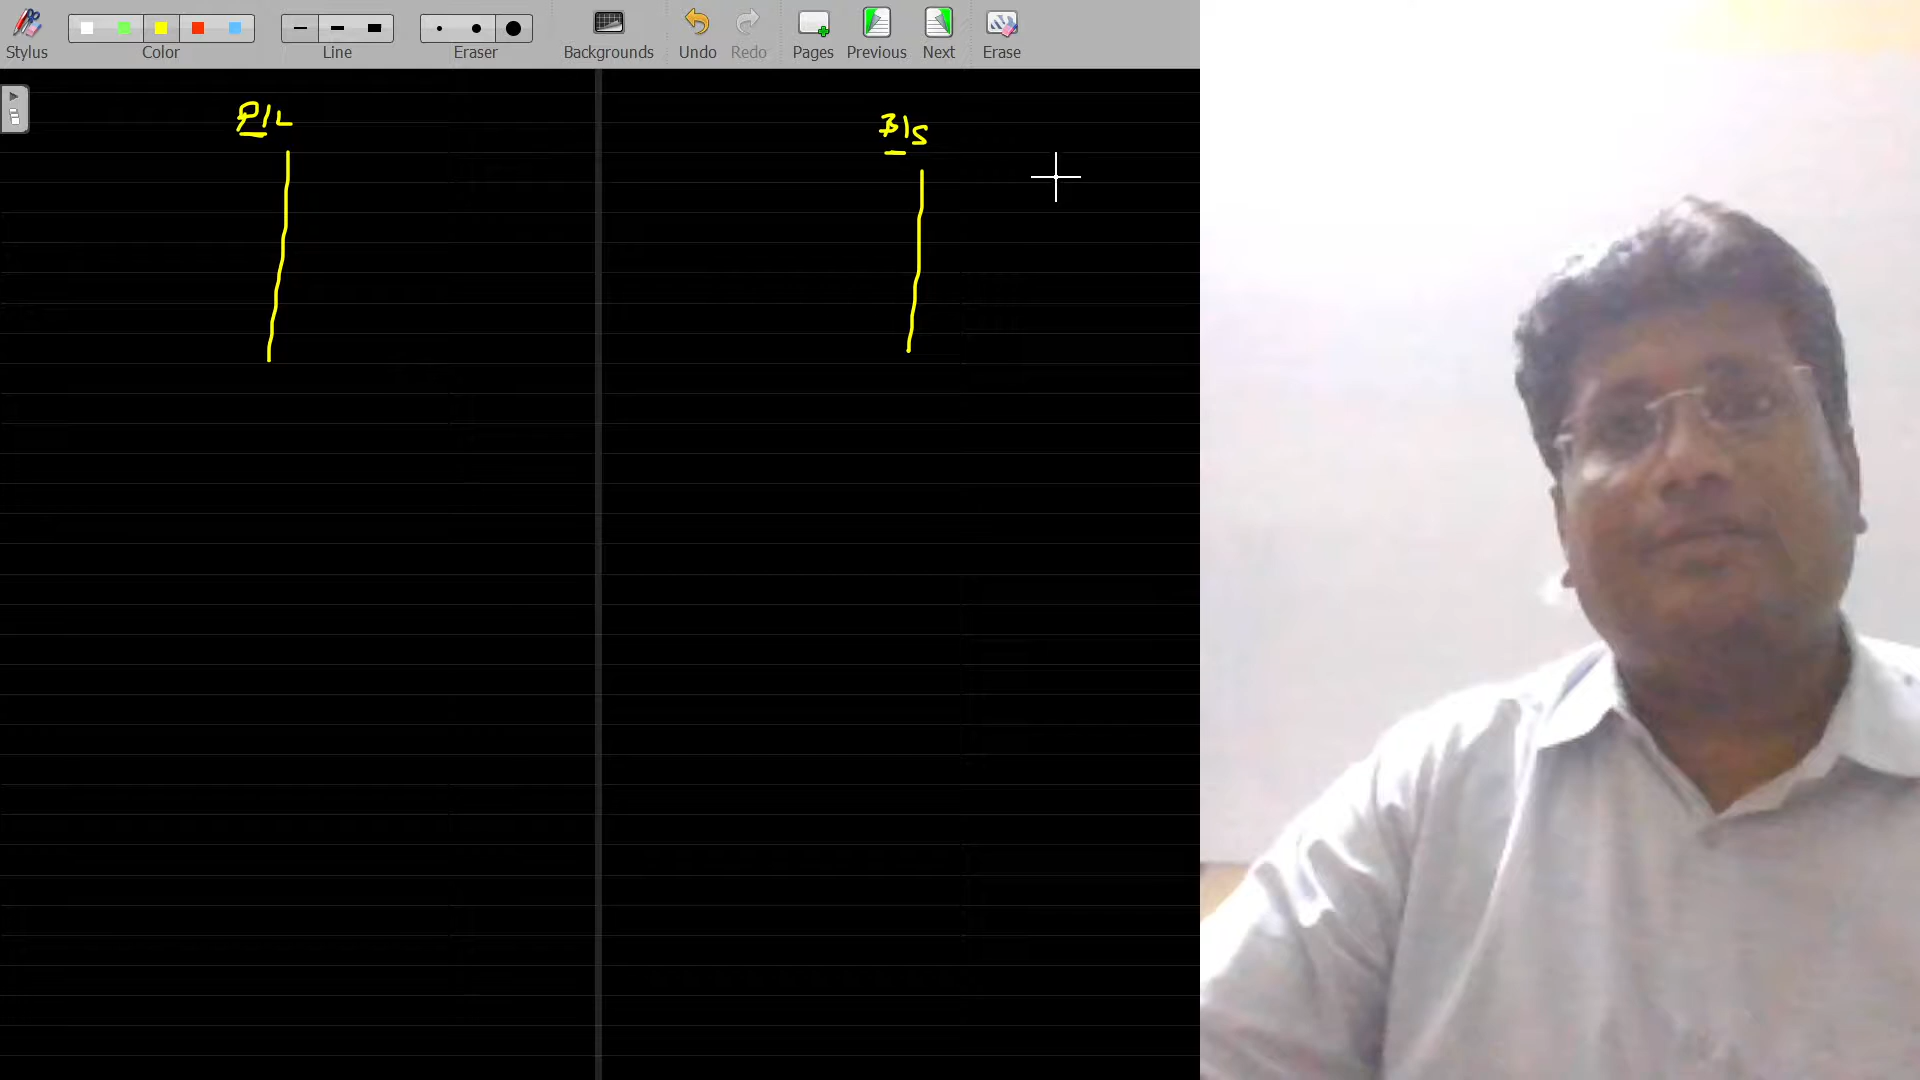 Stylus Color Line Eraser Backgrounds Undo Redo Pages Previous Next Erase
P/L
B/S